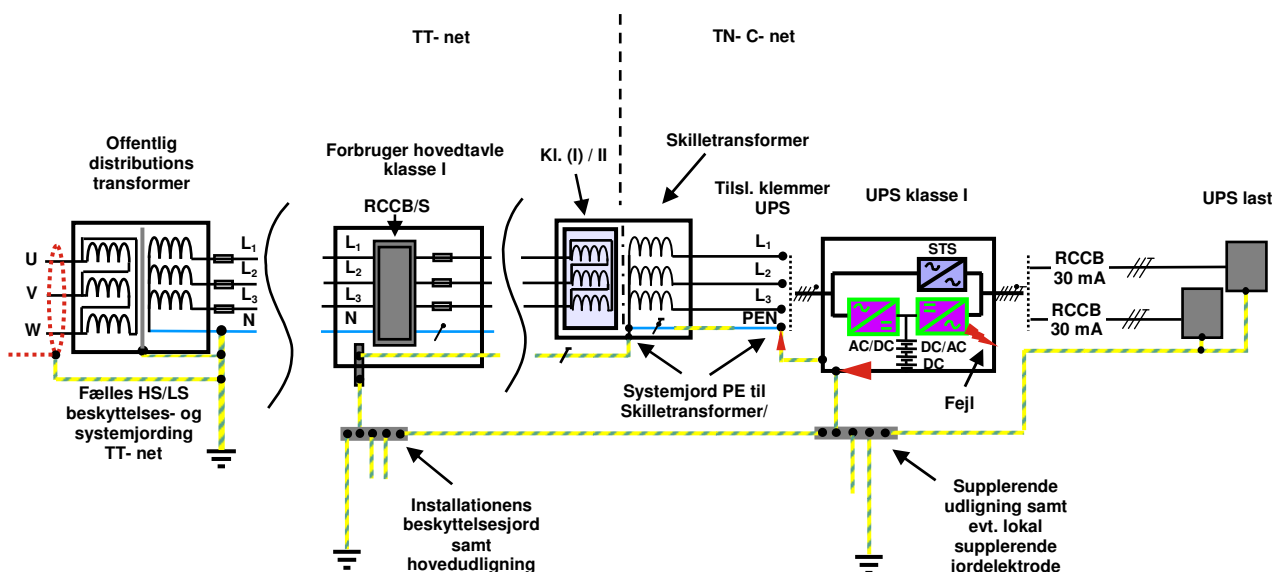 TT- net
TN- C- net
Offentlig
distributions
transformer
Forbruger hovedtavle
klasse I
Kl. (I) / II
Skilletransformer
Tilsl. klemmer
UPS
UPS klasse I
UPS last
RCCB/S
U
V
W
L1
L2
L3
N
L1
L2
L3
N
L1
L2
L3
PEN
STS
AC/DC
DC/AC
DC
RCCB
30 mA
RCCB
30 mA
Fælles HS/LS
beskyttelses- og
systemjording
TT- net
Systemjord PE til
Skilletransformer/
Fejl
Installationens
beskyttelsesjord
samt
hovedudligning
Supplerende
udligning samt
evt. lokal
supplerende
jordelektrode